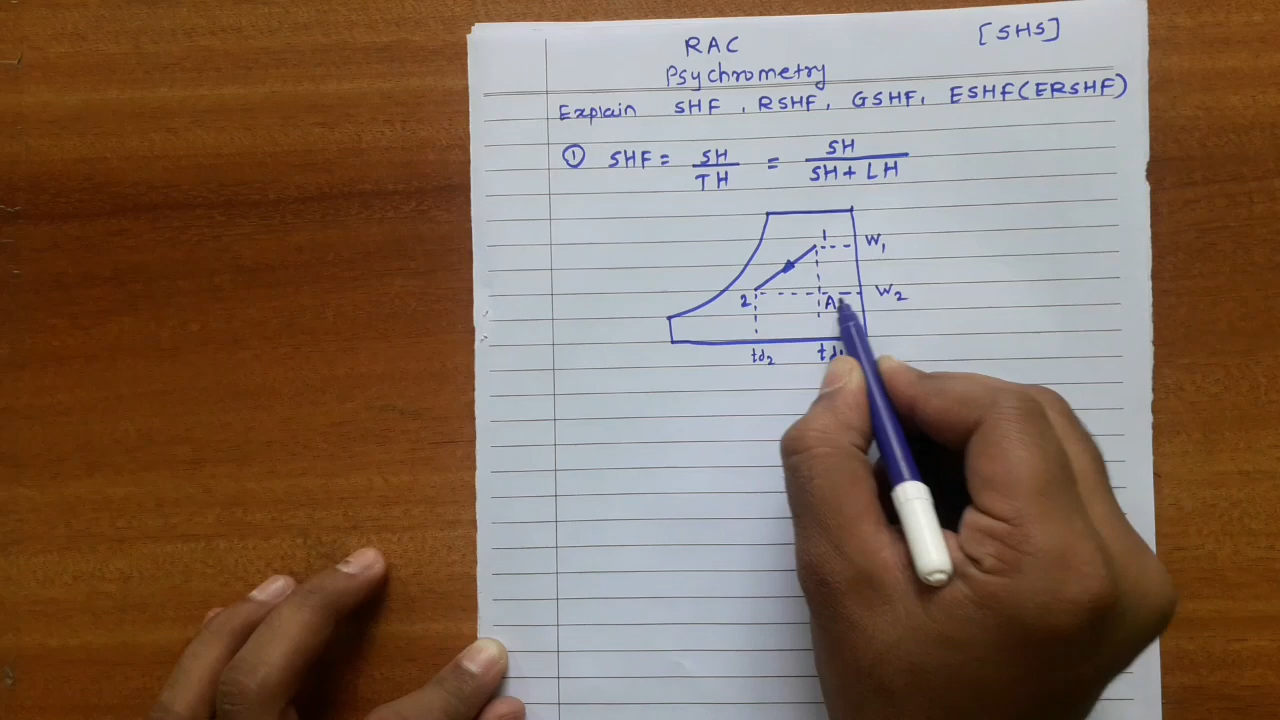 [SHS]
RAC
Psychrometry
Explain SHF, RSHF, GSHF, ESHF(ERSHF)
① SHF = SH/TH = SH/(SH + LH)
1 W1
2 A W2
td2 td1